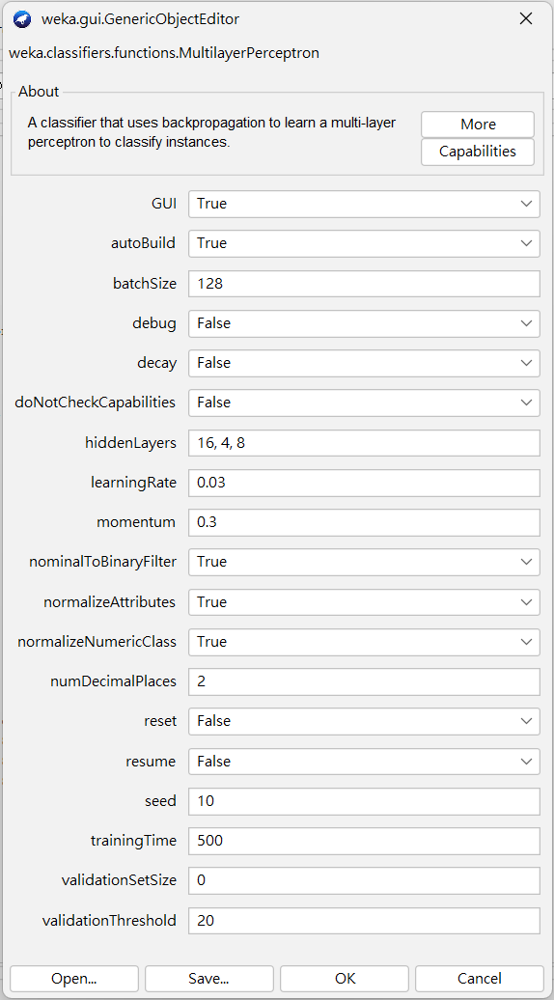 weka.gui.GenericObjectEditor
weka.classifiers.functions.MultilayerPerceptron
About
A classifier that uses backpropagation to learn a multi-layer
perceptron to classify instances.
More
Capabilities
GUI True
autoBuild True
batchSize 128
debug False
decay False
doNotCheckCapabilities False
hiddenLayers 16, 4, 8
learningRate 0.03
momentum 0.3
nominalToBinaryFilter True
normalizeAttributes True
normalizeNumericClass True
numDecimalPlaces 2
reset False
resume False
seed 10
trainingTime 500
validationSetSize 0
validationThreshold 20
Open... Save... OK Cancel